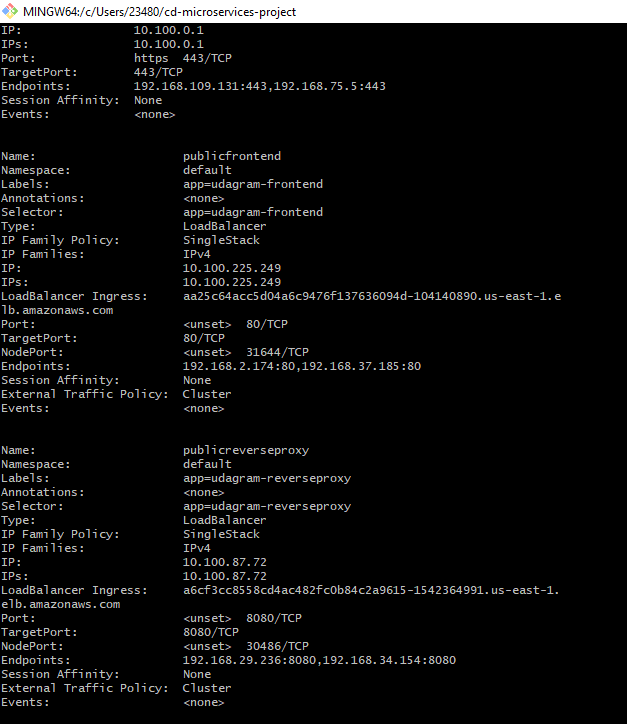 MINGW64:/c/Users/23480/cd-microservices-project
IP: 10.100.0.1
IPs: 10.100.0.1
Port: https 443/TCP
TargetPort: 443/TCP
Endpoints: 192.168.109.131:443,192.168.75.5:443
Session Affinity: None
Events: <none>
Name: publicfrontend
Namespace: default
Labels: app=udagram-frontend
Annotations: <none>
Selector: app=udagram-frontend
Type: LoadBalancer
IP Family Policy: SingleStack
IP Families: IPv4
IP: 10.100.225.249
IPs: 10.100.225.249
LoadBalancer Ingress: aa25c64acc5d04a6c9476f137636094d-104140890.us-east-1.e
lb.amazonaws.com
Port: <unset> 80/TCP
TargetPort: 80/TCP
NodePort: <unset> 31644/TCP
Endpoints: 192.168.2.174:80,192.168.37.185:80
Session Affinity: None
External Traffic Policy: Cluster
Events: <none>
Name: publicreverseproxy
Namespace: default
Labels: app=udagram-reverseproxy
Annotations: <none>
Selector: app=udagram-reverseproxy
Type: LoadBalancer
IP Family Policy: SingleStack
IP Families: IPv4
IP: 10.100.87.72
IPs: 10.100.87.72
LoadBalancer Ingress: a6cf3cc8558cd4ac482fc0b84c2a9615-1542364991.us-east-1.
elb.amazonaws.com
Port: <unset> 8080/TCP
TargetPort: 8080/TCP
NodePort: <unset> 30486/TCP
Endpoints: 192.168.29.236:8080,192.168.34.154:8080
Session Affinity: None
External Traffic Policy: Cluster
Events: <none>